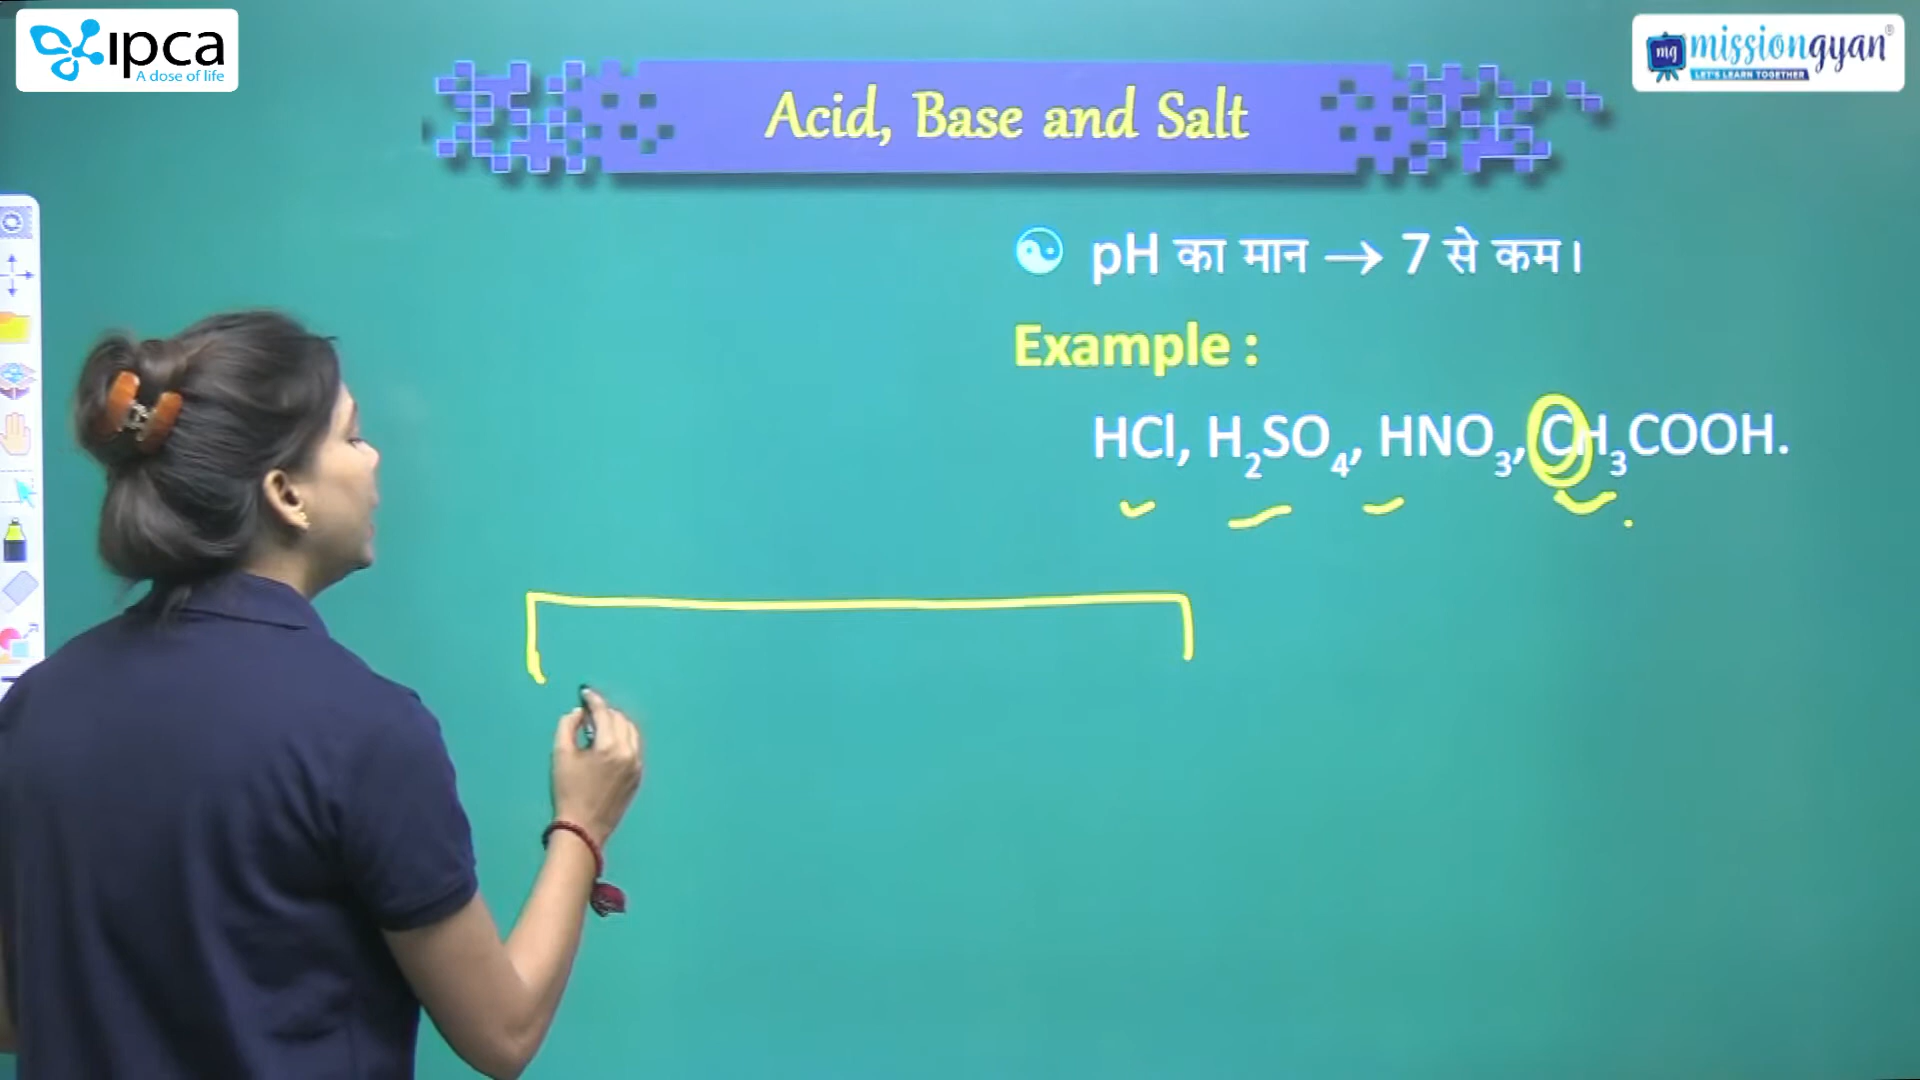 ipca
A dose of life
mg missiongyan®
LET'S LEARN TOGETHER
Acid, Base and Salt
pH का मान → 7 से कम।
Example :
HCl, H₂SO₄, HNO₃, CH₃COOH.